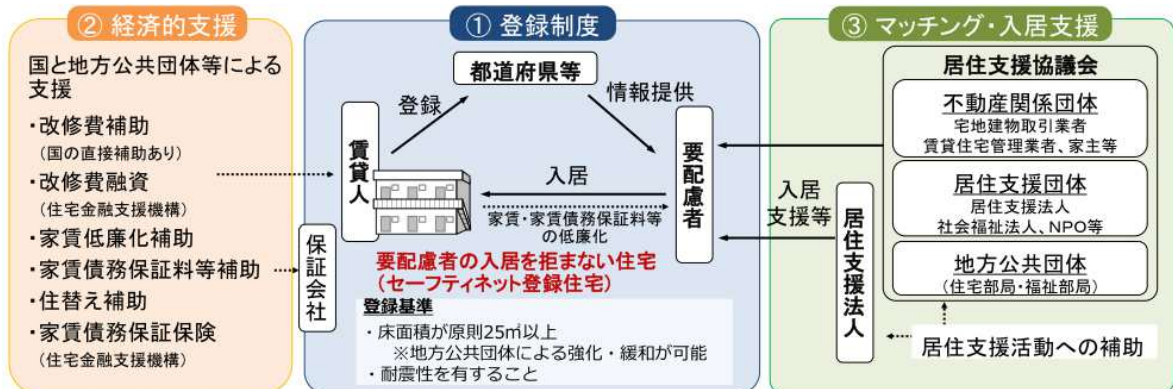 ② 経済的支援
国と地方公共団体等による
支援
・改修費補助
(国の直接補助あり)
・改修費融資
(住宅金融支援機構)
・家賃低廉化補助
・家賃債務保証料等補助
・住替え補助
・家賃債務保証保険
(住宅金融支援機構)
① 登録制度
都道府県等
登録
情報提供
賃貸人
要配慮者
入居
家賃・家賃債務保証料等
の低廉化
保証会社
要配慮者の入居を拒まない住宅
（セーフティネット登録住宅）
登録基準
・床面積が原則25㎡以上
※地方公共団体による強化・緩和が可能
・耐震性を有すること
③ マッチング・入居支援
居住支援協議会
不動産関係団体
宅地建物取引業者
賃貸住宅管理業者、家主等
居住支援団体
居住支援法人
社会福祉法人、NPO等
地方公共団体
(住宅部局・福祉部局)
入居
支援等
居住支援法人
居住支援活動への補助